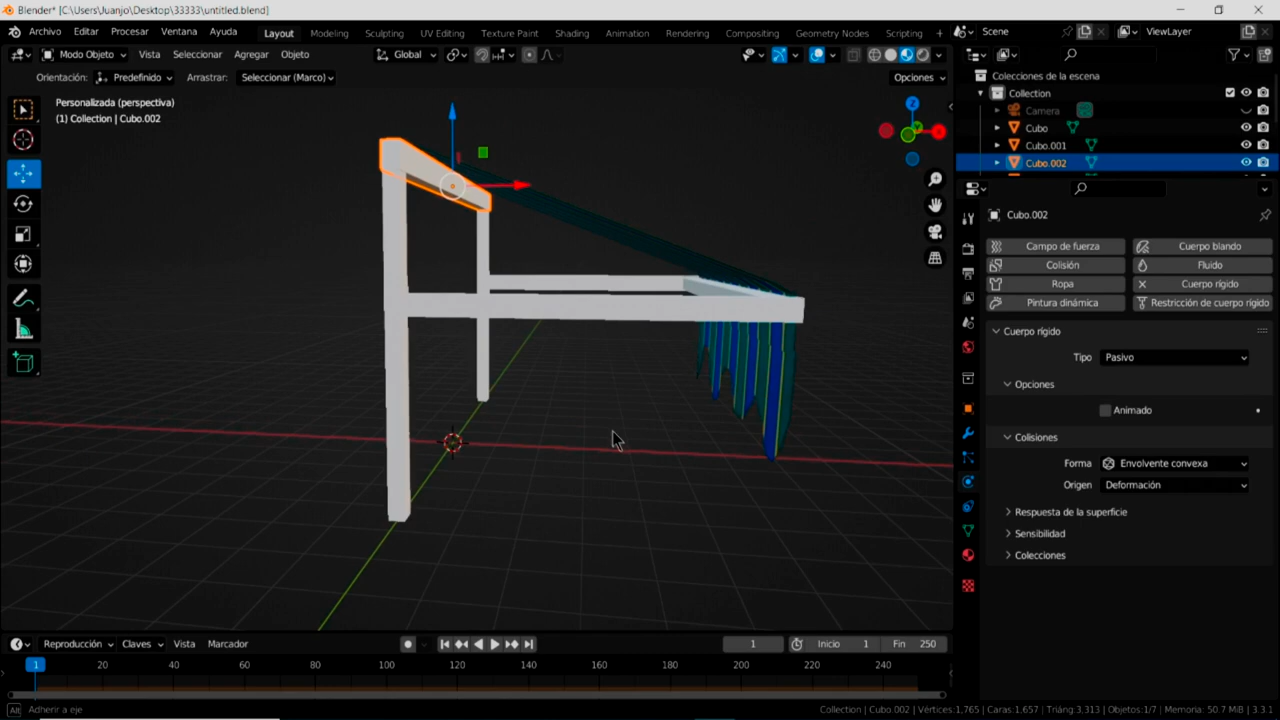 Blender* [C:\Users\Juanjo\Desktop\33333\untitled.blend]
Archivo Editar Procesar Ventana Ayuda Layout Modeling Sculpting UV Editing Texture Paint Shading Animation Rendering Compositing Geometry Nodes Scripting + Scene ViewLayer
Modo Objeto Vista Seleccionar Agregar Objeto Global
Orientación: Predefinido Arrastrar: Seleccionar (Marco) Opciones
Personalizada (perspectiva)
(1) Collection | Cubo.002
Z
Colecciones de la escena
Collection
Camera
Cubo
Cubo.001
Cubo.002
Cubo.002
Campo de fuerza Cuerpo blando
Colisión Fluido
Ropa Cuerpo rígido
Pintura dinámica Restricción de cuerpo rígido
Cuerpo rígido
Tipo Pasivo
Opciones
Animado
Colisiones
Forma Envolvente convexa
Origen Deformación
Respuesta de la superficie
Sensibilidad
Colecciones
Reproducción Claves Vista Marcador 1 Inicio 1 Fin 250
1 20 40 60 80 100 120 140 160 180 200 220 240
Alt Adherir a eje Collection | Cubo.002 | Vértices:1,765 | Caras:1,657 | Triáng:3,313 | Objetos:1/7 | Memoria: 50.7 MiB | 3.3.1